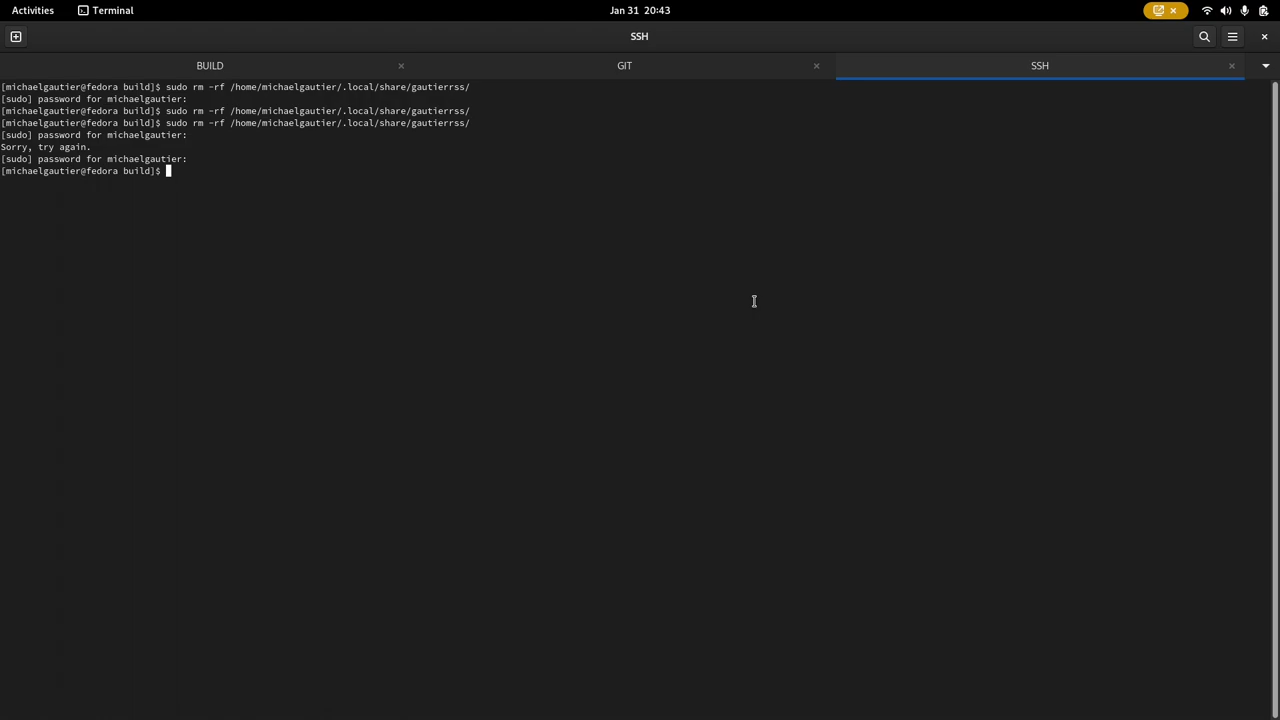 Activities
Terminal
Jan 31 20:43
SSH
BUILD
GIT
SSH
[michaelgautier@fedora build]$ sudo rm -rf /home/michaelgautier/.local/share/gautierrss/
[sudo] password for michaelgautier:
[michaelgautier@fedora build]$ sudo rm -rf /home/michaelgautier/.local/share/gautierrss/
[michaelgautier@fedora build]$ sudo rm -rf /home/michaelgautier/.local/share/gautierrss/
[sudo] password for michaelgautier:
Sorry, try again.
[sudo] password for michaelgautier:
[michaelgautier@fedora build]$